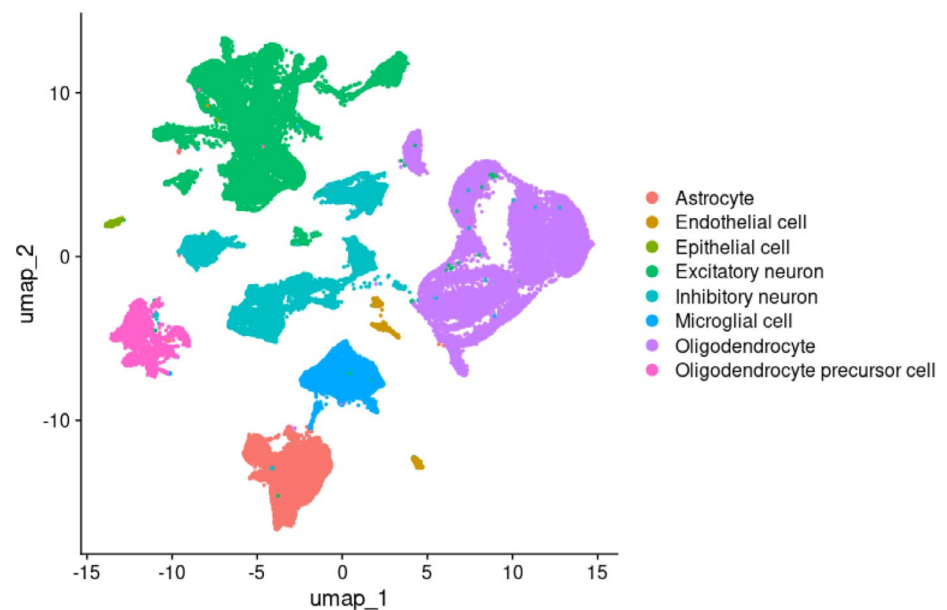 10
0
-10
umap_2
-15
-10
-5
0
5
10
15
umap_1
Astrocyte
Endothelial cell
Epithelial cell
Excitatory neuron
Inhibitory neuron
Microglial cell
Oligodendrocyte
Oligodendrocyte precursor cell